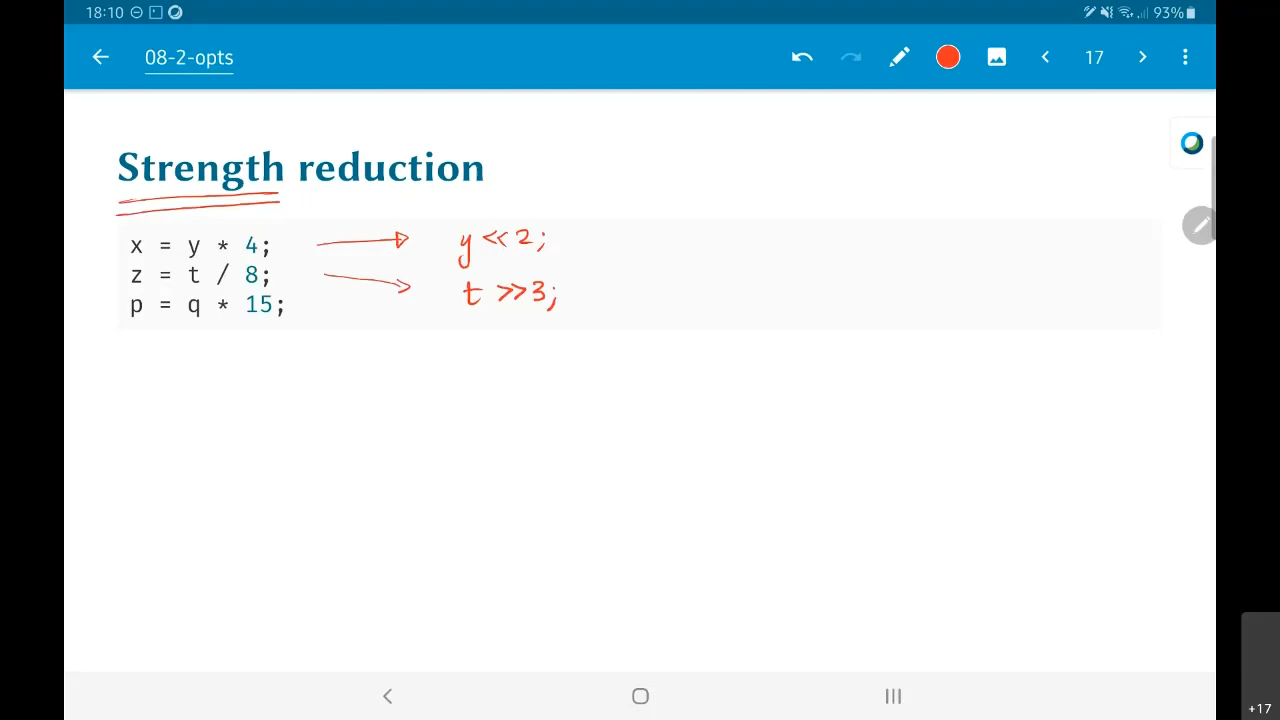 18:10 93%
08-2-opts 17
Strength reduction
x = y * 4; y << 2;
z = t / 8; t >> 3;
p = q * 15;
+17